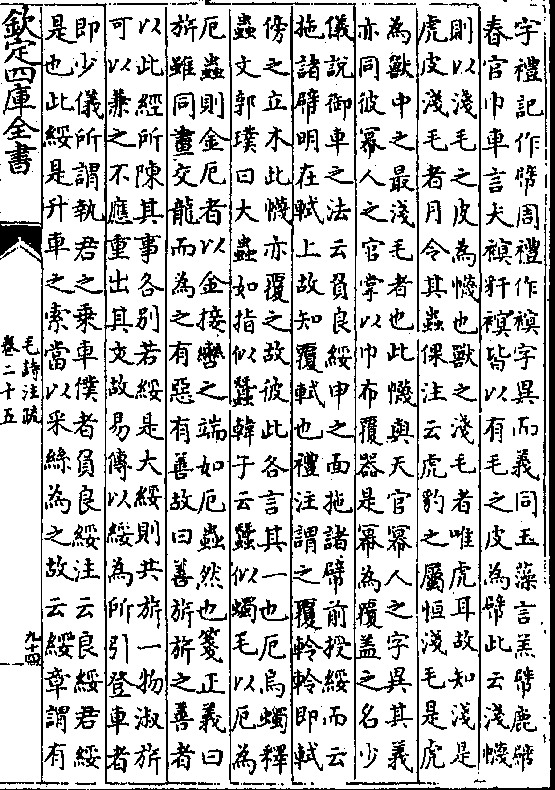 字禮記作幦周禮作𧜀字異而義同玉藻言羔幦鹿幦
春官巾車言犬𧜀豻𧜀皆以有毛之皮為幦此云淺幭
則以淺毛之皮為幭也獸之淺毛者唯虎耳故知淺是
虎皮淺毛者月令其蟲倮注云虎豹之屬恒淺毛是虎
為獸中之最淺毛者也此幭與天官冪人之字異其義
亦同彼冪人之官掌以巾布覆器是冪為覆盖之名少
儀說御車之法云負良綏申之面拖諸幦前授綏而云
拖諸幦明在軾上故知覆軾也禮注謂之覆軨軨即軾
傍之立木此幭亦覆之故彼此各言其一也厄烏蠋釋
蟲文郭璞曰大蟲如指似蠶韓子云蠶似蠋毛以厄為
厄蟲則金厄者以金接轡之端如厄蟲然也箋正義曰
旂雖同畫交龍而為之有惡有善故曰善旂旂之善者
以此經所陳其事各別若綏是大綏則共旂一物淑旂
可以兼之不應重出其文故易傳以綏為所引登車者
即少儀所謂執君之乘車僕者負良綏注云良綏君綏
是也此綏是升車之索當以采絲為之故云綏章謂有
欽定四庫全書
毛詩注疏
卷二十五
九十四